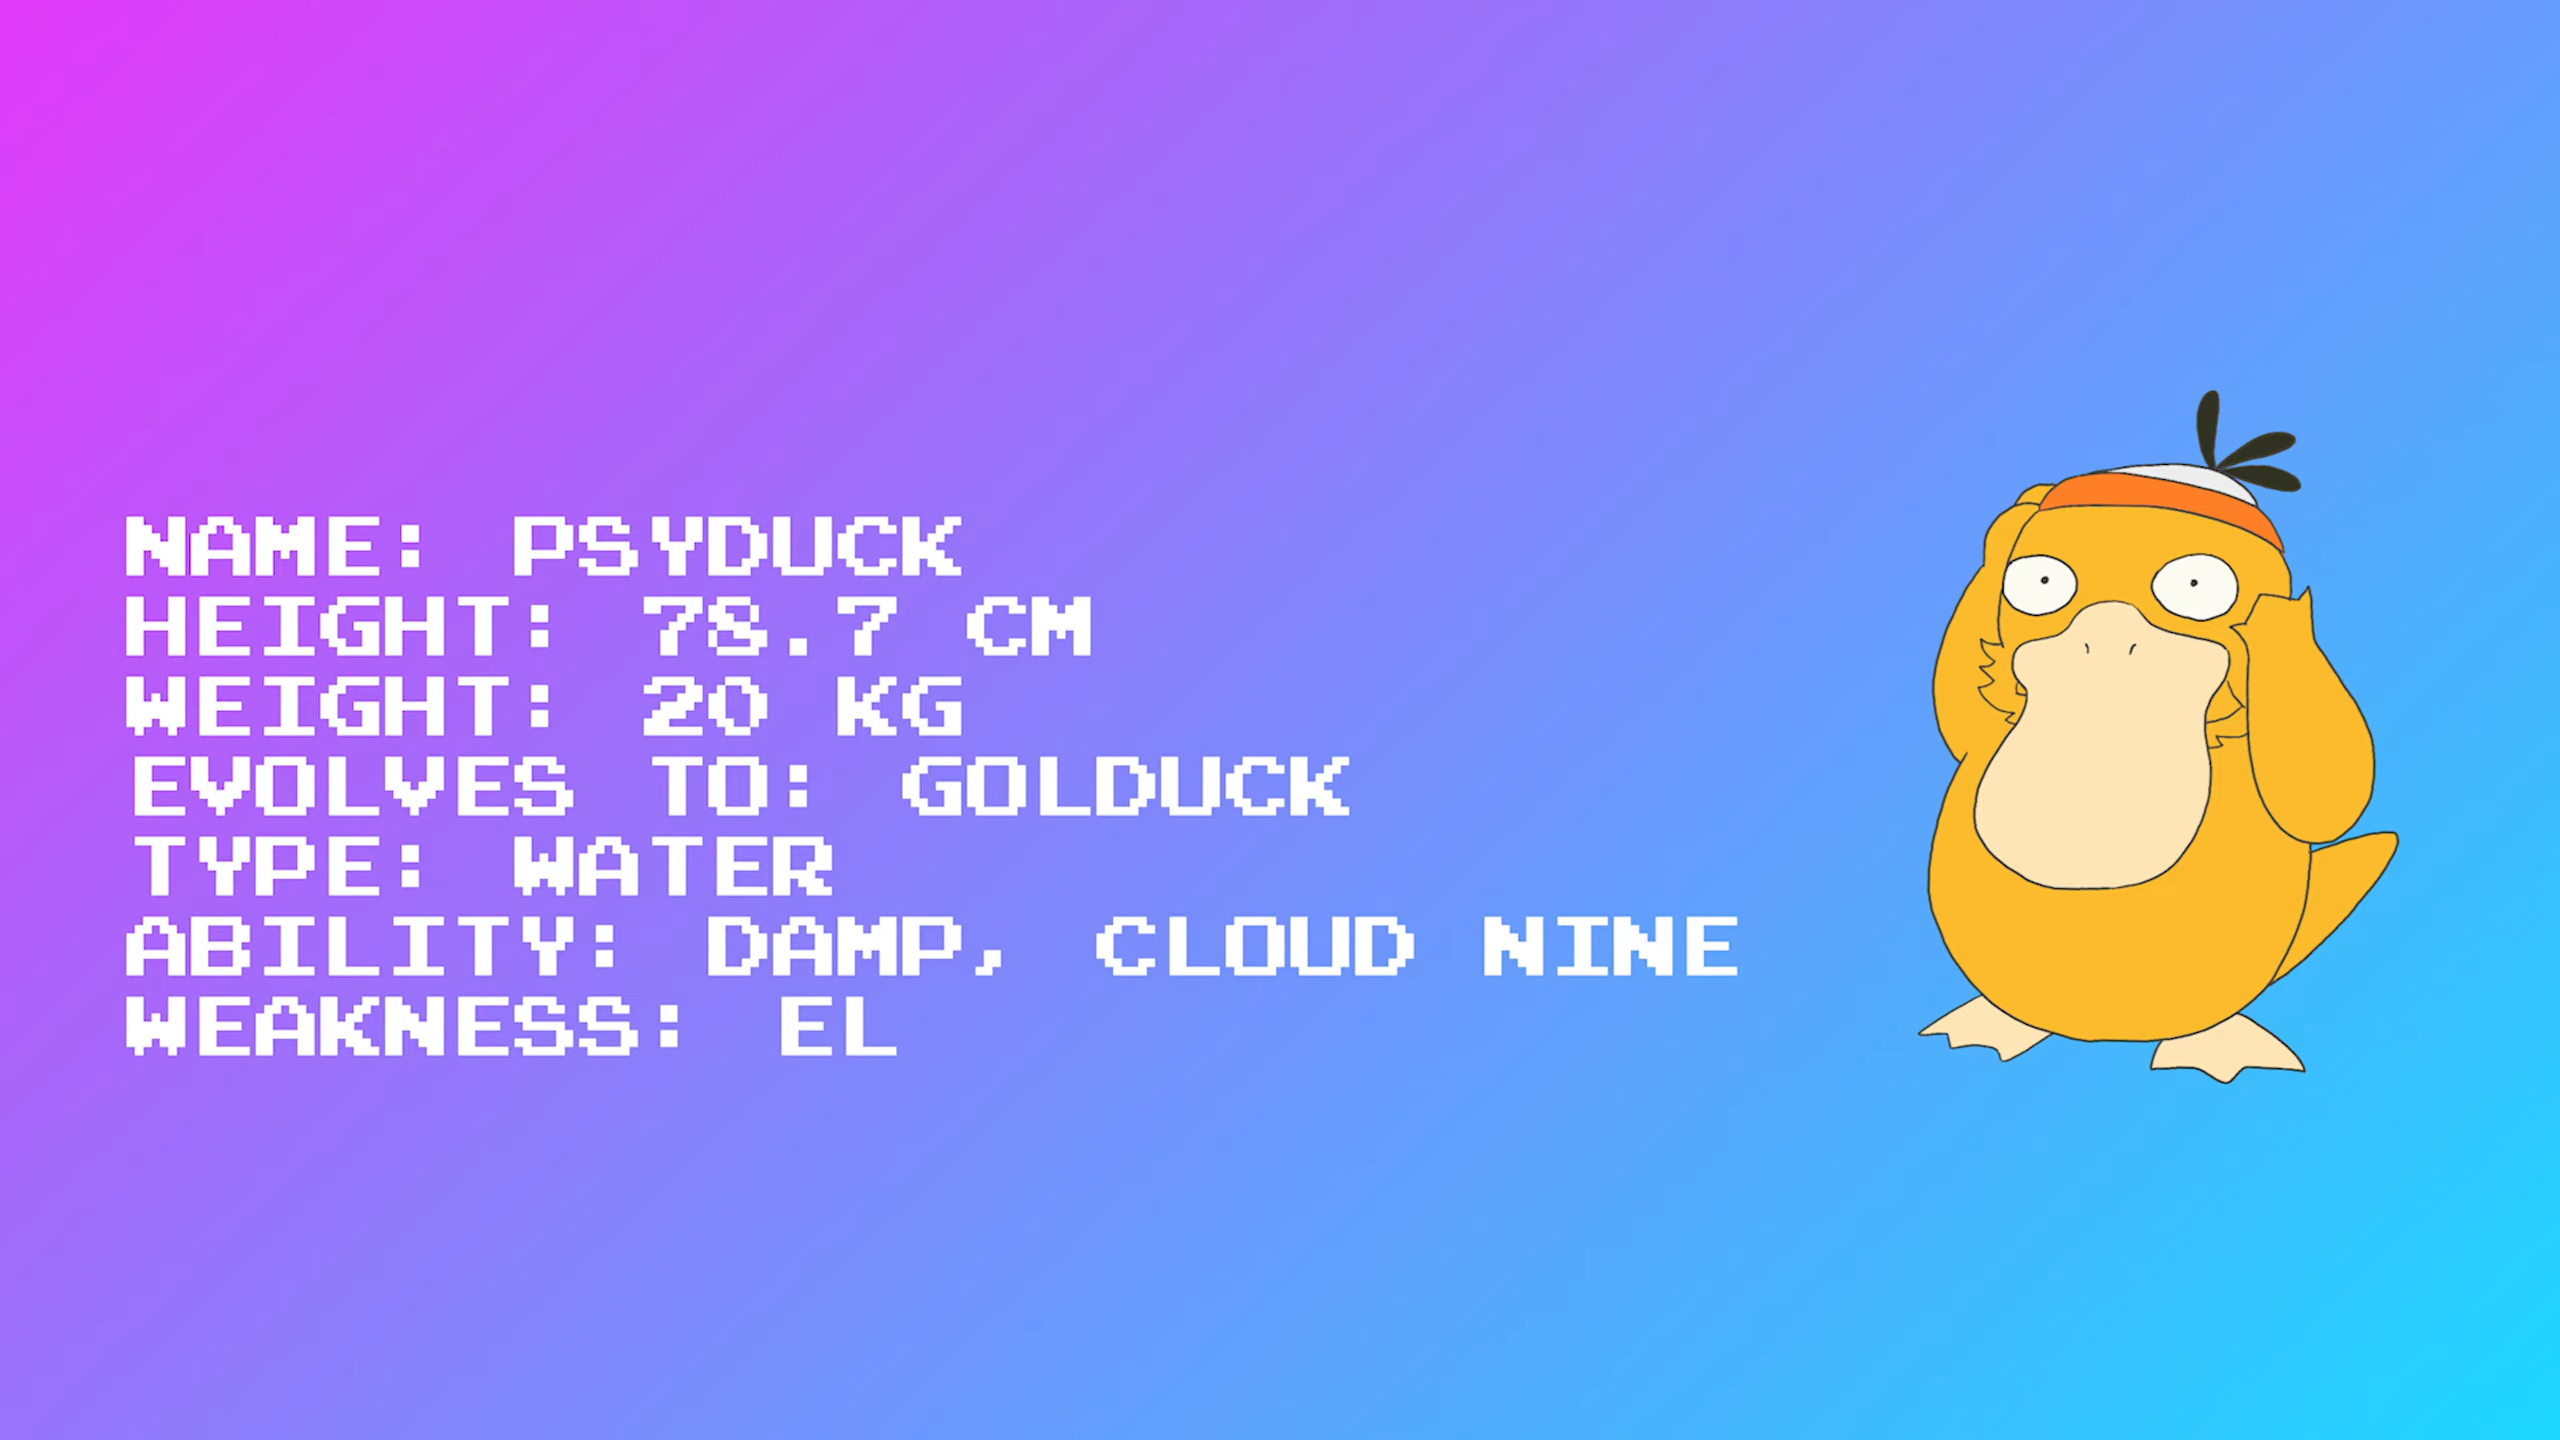 NAME: PSYDUCK
HEIGHT: 78.7 CM
WEIGHT: 20 KG
EVOLVES TO: GOLDUCK
TYPE: WATER
ABILITY: DAMP, CLOUD NINE
WEAKNESS: EL